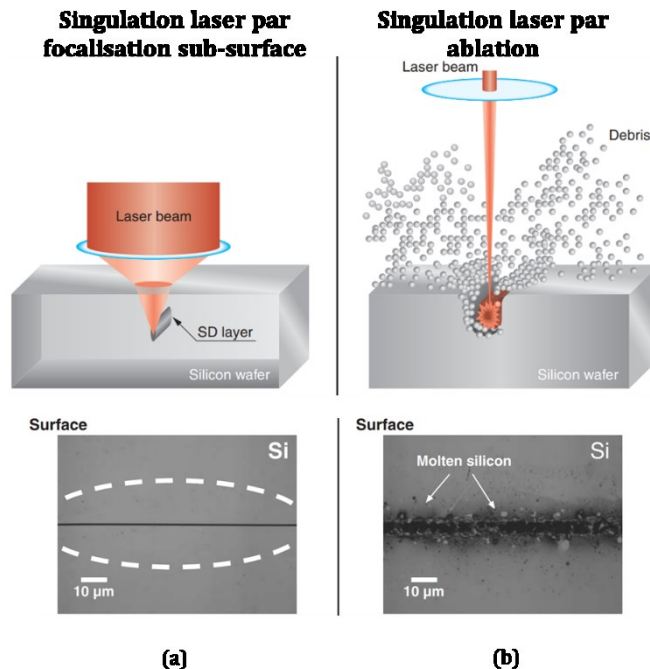 Singulation laser par
focalisation sub-surface
Laser beam
SD layer
Silicon wafer
Surface
Si
10 µm
(a)
Singulation laser par
ablation
Laser beam
Debris
Silicon wafer
Surface
Si
Molten silicon
10 µm
(b)